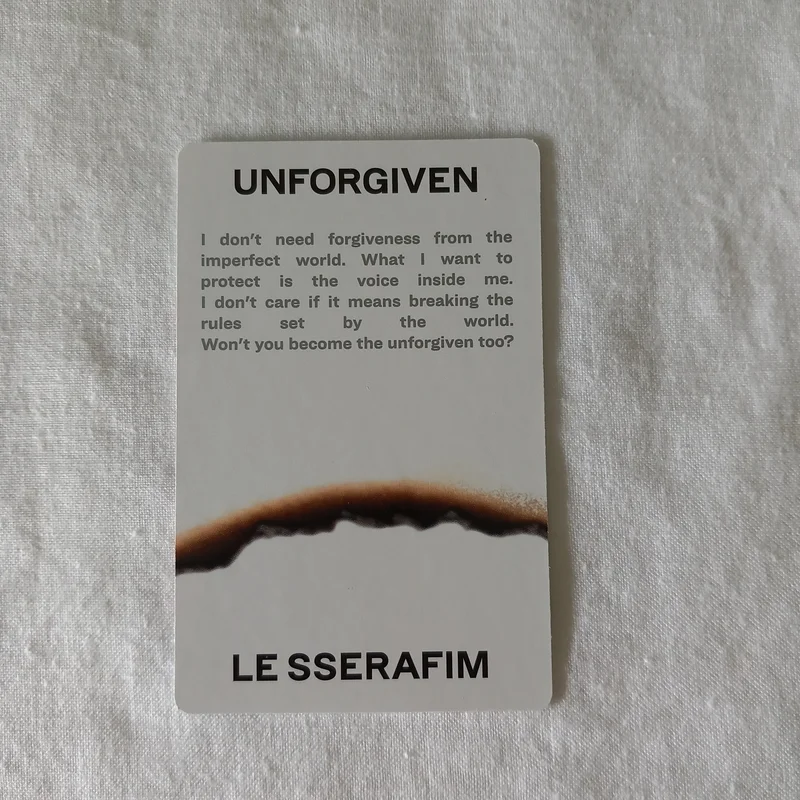 UNFORGIVEN
I don't need forgiveness from the
imperfect world. What I want to
protect is the voice inside me.
I don't care if it means breaking the
rules set by the world.
Won't you become the unforgiven too?
LE SSERAFIM